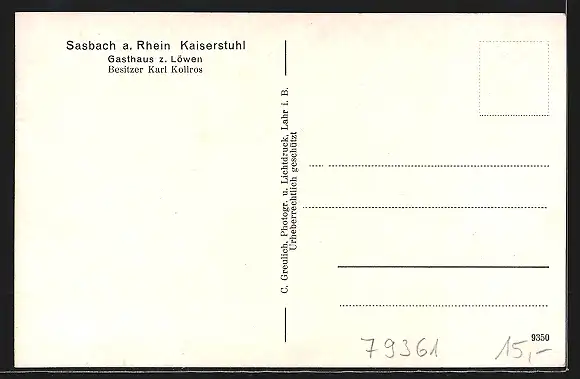 Sasbach a. Rhein Kaiserstuhl
Gasthaus z. Löwen
Besitzer Karl Kollros
C. Greulich, Photogr. u. Lichtdruck, Lahr i. B.
Urheberrechtlich geschützt
9350
79361
15,-